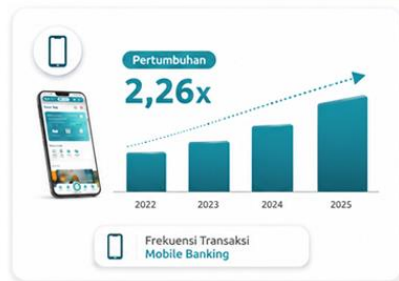 Pertumbuhan
2,26x
2022
2023
2024
2025
Frekuensi Transaksi
Mobile Banking